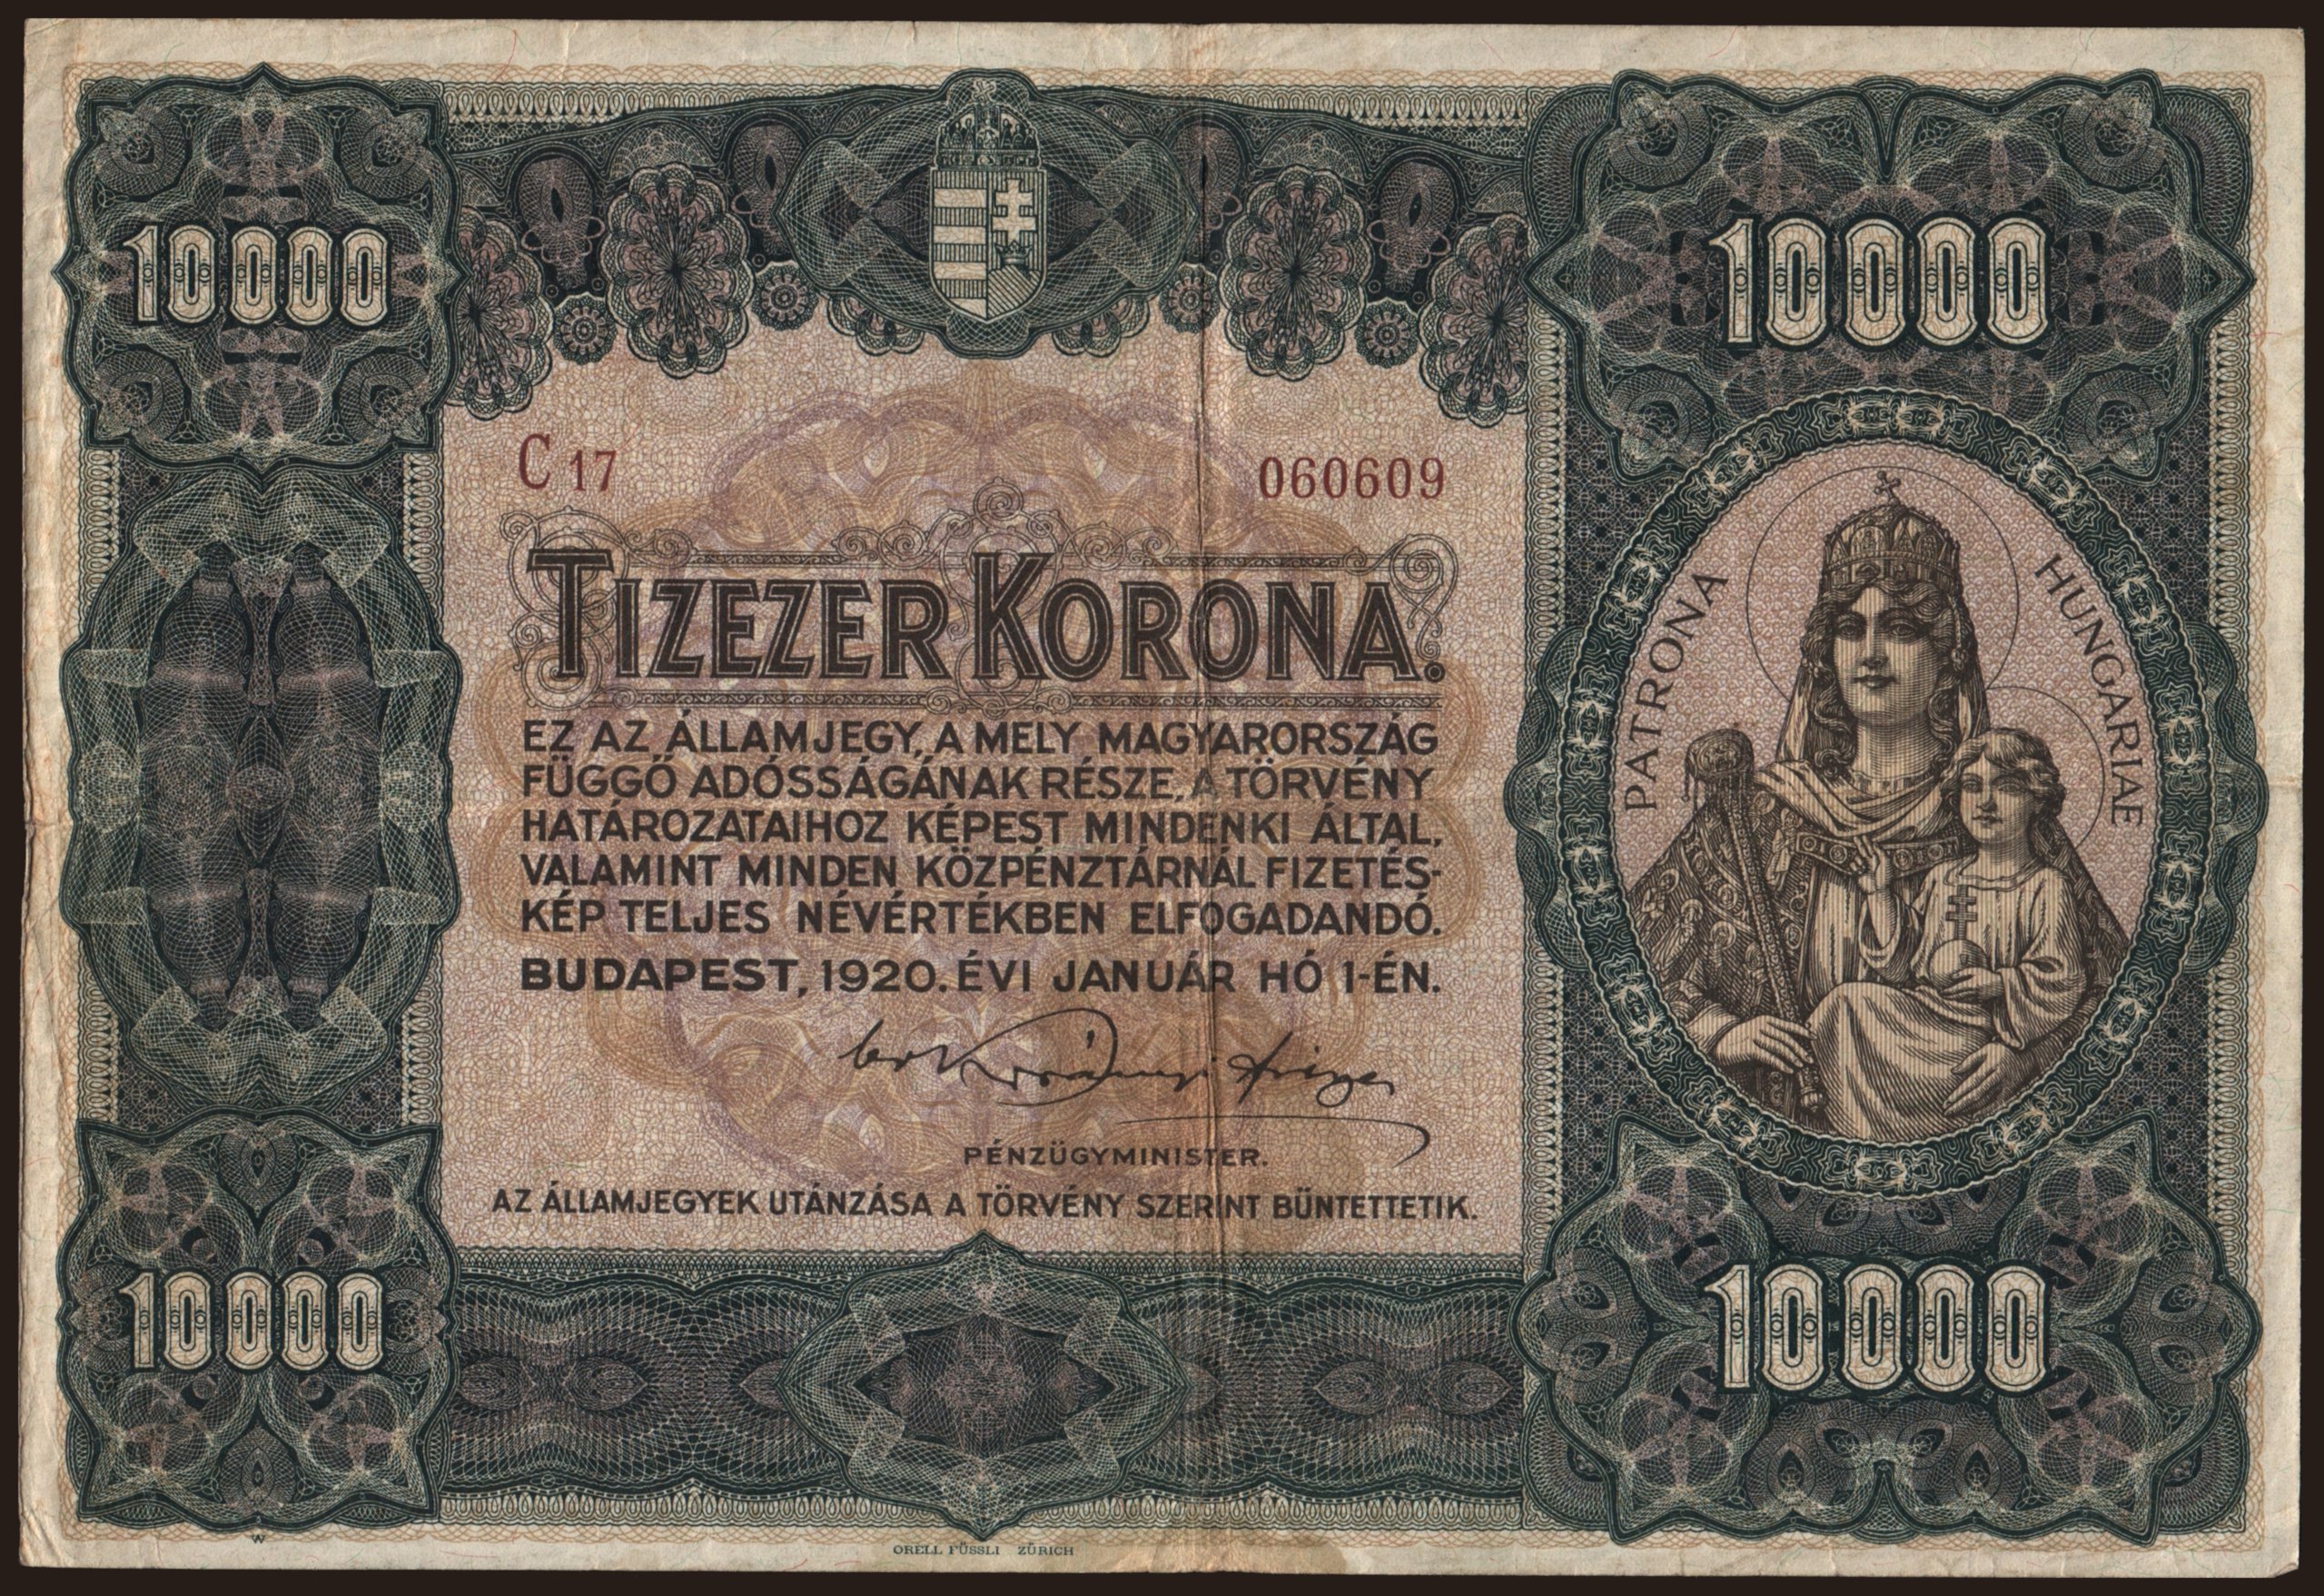 10000
10000
C 17
060609
TIZEZER KORONA.
EZ AZ ÁLLAMJEGY, A MELY MAGYARORSZÁG
FÜGGŐ ADÓSSÁGÁNAK RÉSZE, A TÖRVÉNY
HATÁROZATAIHOZ KÉPEST MINDENKI ÁLTAL,
VALAMINT MINDEN KÖZPÉNZTÁRNÁL FIZETÉS-
KÉP TELJES NÉVÉRTÉKBEN ELFOGADANDÓ.
BUDAPEST, 1920. ÉVI JANUÁR HÓ 1-ÉN.
Korányi Frigyes
PÉNZÜGYMINISTER.
AZ ÁLLAMJEGYEK UTÁNZÁSA A TÖRVÉNY SZERINT BÜNTETTETIK.
PATRONA HUNGARIAE
10000
10000
W
ORELL FÜSSLI ZÜRICH